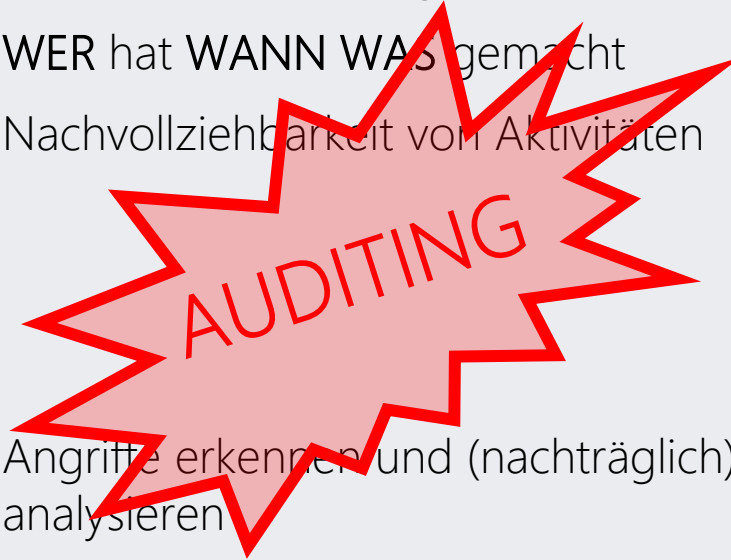 WER hat WANN WAS gemacht
Nachvollziehbarkeit von Aktivitäten
AUDITING
Angriffe erkennen und (nachträglich)
analysieren